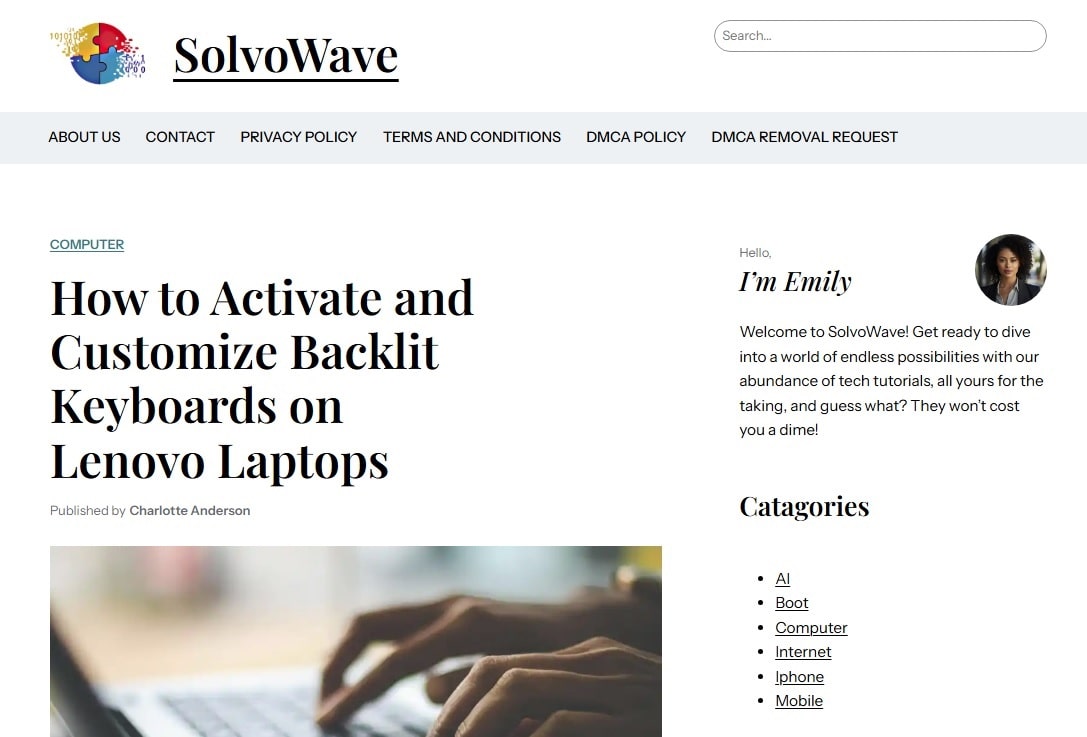 SolvoWave
Search...
ABOUT US CONTACT PRIVACY POLICY TERMS AND CONDITIONS DMCA POLICY DMCA REMOVAL REQUEST
COMPUTER
How to Activate and
Customize Backlit
Keyboards on
Lenovo Laptops
Published by Charlotte Anderson
Hello,
I’m Emily
Welcome to SolvoWave! Get ready to dive
into a world of endless possibilities with our
abundance of tech tutorials, all yours for the
taking, and guess what? They won’t cost
you a dime!
Catagories
AI
Boot
Computer
Internet
Iphone
Mobile